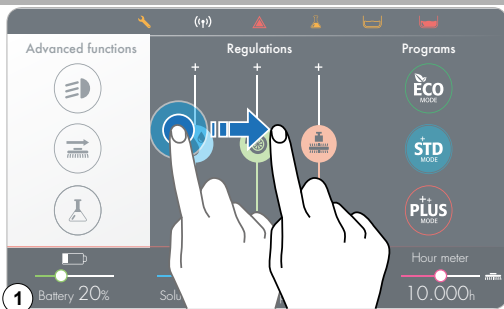 Advanced functions
Regulations
Programs
+
+
+
ECO
MODE
+
STD
MODE
++
PLUS
MODE
Hour meter
1
Battery 20%
Solu
10.000h